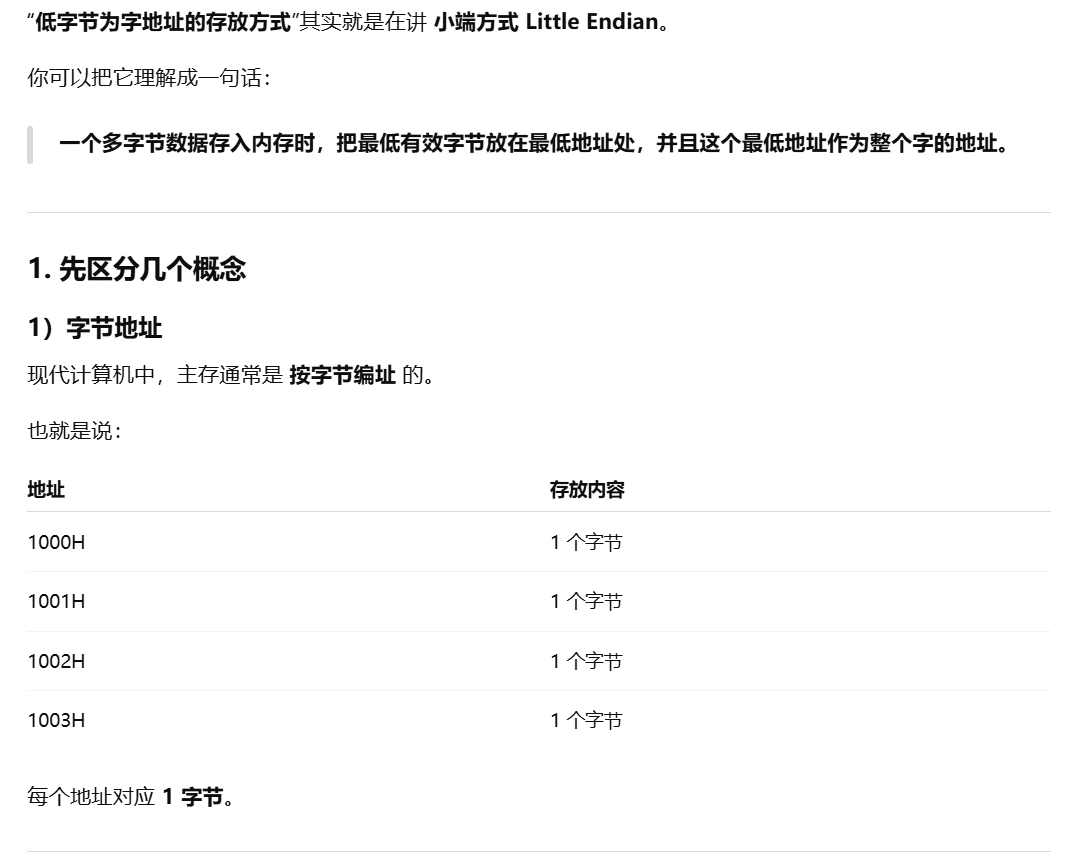 “低字节为字地址的存放方式”其实就是在讲 小端方式 Little Endian。
你可以把它理解成一句话：
一个多字节数据存入内存时，把最低有效字节放在最低地址处，并且这个最低地址作为整个字的地址。
1. 先区分几个概念
1）字节地址
现代计算机中，主存通常是 按字节编址 的。
也就是说：
地址 存放内容
1000H 1 个字节
1001H 1 个字节
1002H 1 个字节
1003H 1 个字节
每个地址对应 1 字节。